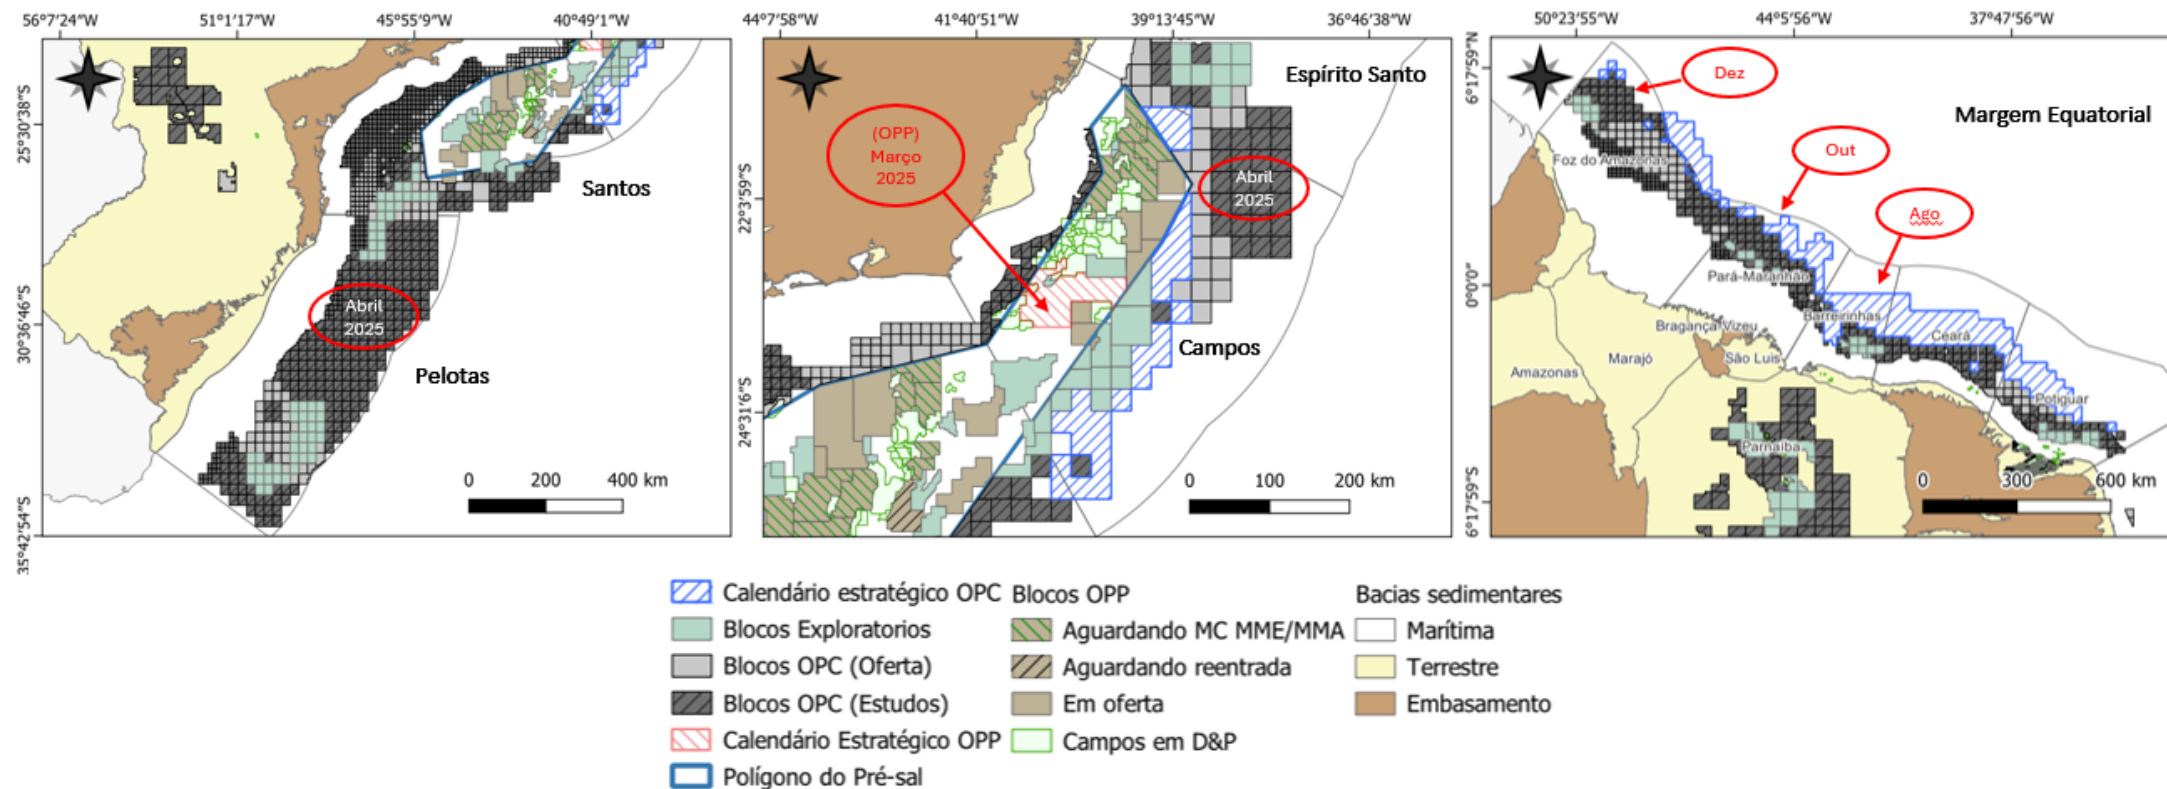 56°7'24"W 51°1'17"W 45°55'9"W 40°49'1"W
25°30'38"S
30°36'46"S
35°42'54"S
Santos
Abril
2025
Pelotas
0 200 400 km
44°7'58"W 41°40'51"W 39°13'45"W 36°46'38"W
22°3'59"S
24°31'6"S
Espírito Santo
(OPP)
Março
2025
Abril
2025
Campos
0 100 200 km
50°23'55"W 44°5'56"W 37°47'56"W
6°17'59"N
0°0'0"
6°17'59"S
Dez
Margem Equatorial
Out
Foz do Amazonas
Ago
Pará-Maranhão
Barreirinhas
Bragança-Vizeu
Ceará
Marajó
São Luís
Amazonas
Potiguar
Parnaíba
0 300 600 km
Calendário estratégico OPC
Blocos Exploratorios
Blocos OPC (Oferta)
Blocos OPC (Estudos)
Calendário Estratégico OPP
Polígono do Pré-sal
Blocos OPP
Aguardando MC MME/MMA
Aguardando reentrada
Em oferta
Campos em D&P
Bacias sedimentares
Marítima
Terrestre
Embasamento